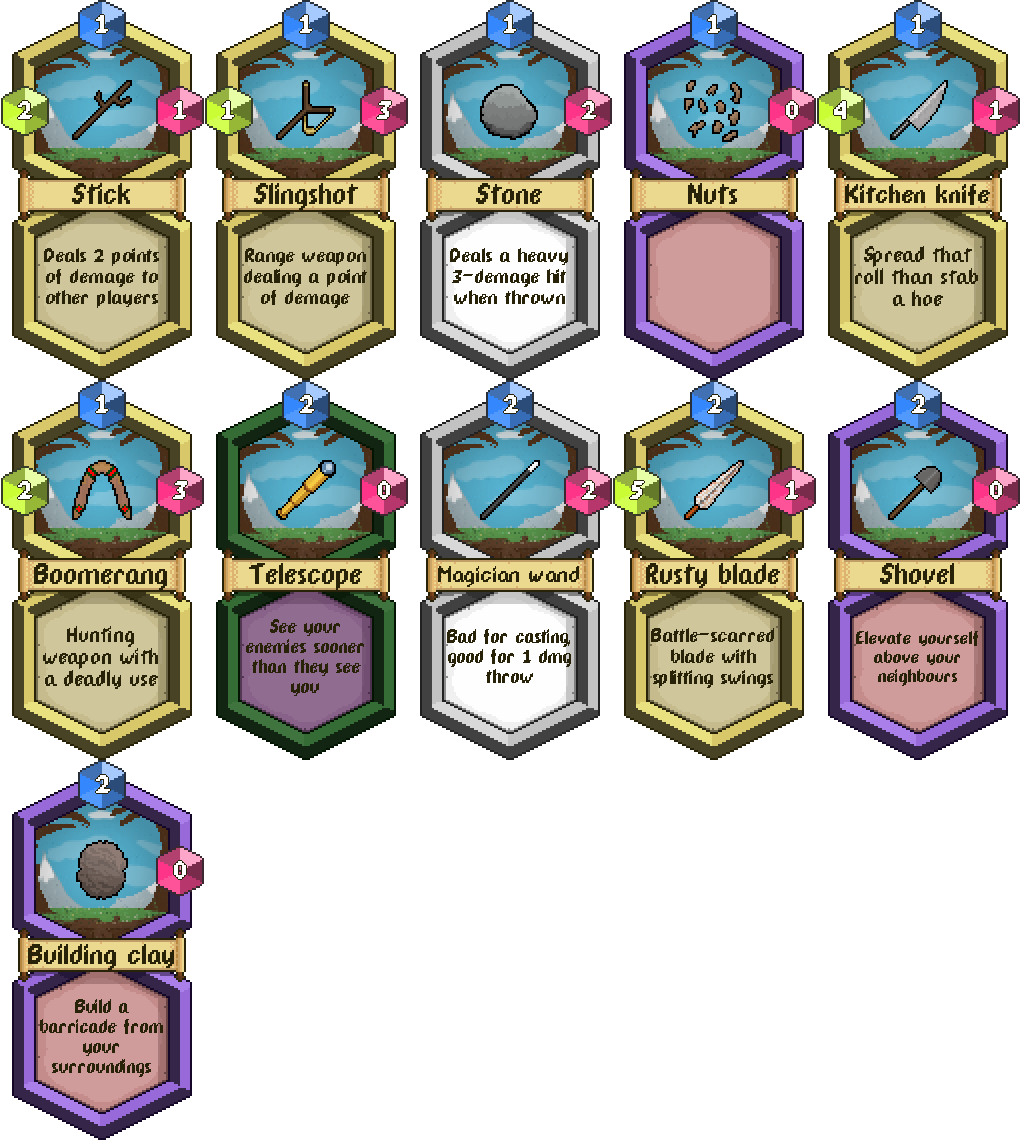 1
2
1
Stick
Deals 2 points
of demage to
other players
1
1
3
Slingshot
Range weapon
dealing a point
of demage
1
2
Stone
Deals a heavy
3-demage hit
when thrown
1
0
Nuts
1
4
1
Kitchen knife
Spread that
roll than stab
a hoe
1
2
3
Boomerang
Hunting
weapon with
a deadly use
2
0
Telescope
See your
enemies sooner
than they see
you
2
2
Magician wand
Bad for casting,
good for 1 dmg
throw
2
5
1
Rusty blade
Battle-scarred
blade with
splitting swings
2
0
Shovel
Elevate yourself
above your
neighbours
2
0
Building clay
Build a
barricade from
your
surroundings